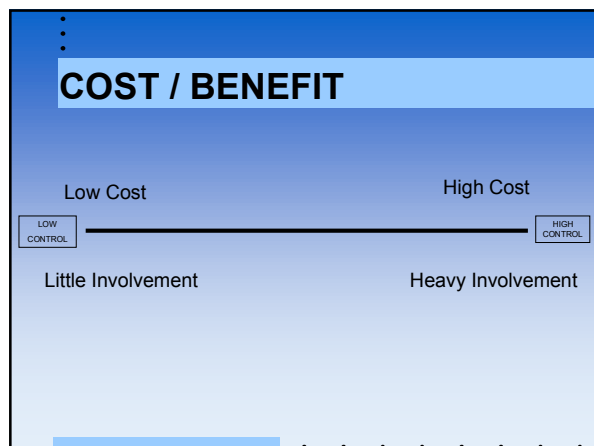 COST / BENEFIT
Low Cost
High Cost
LOW
CONTROL
HIGH
CONTROL
Little Involvement
Heavy Involvement